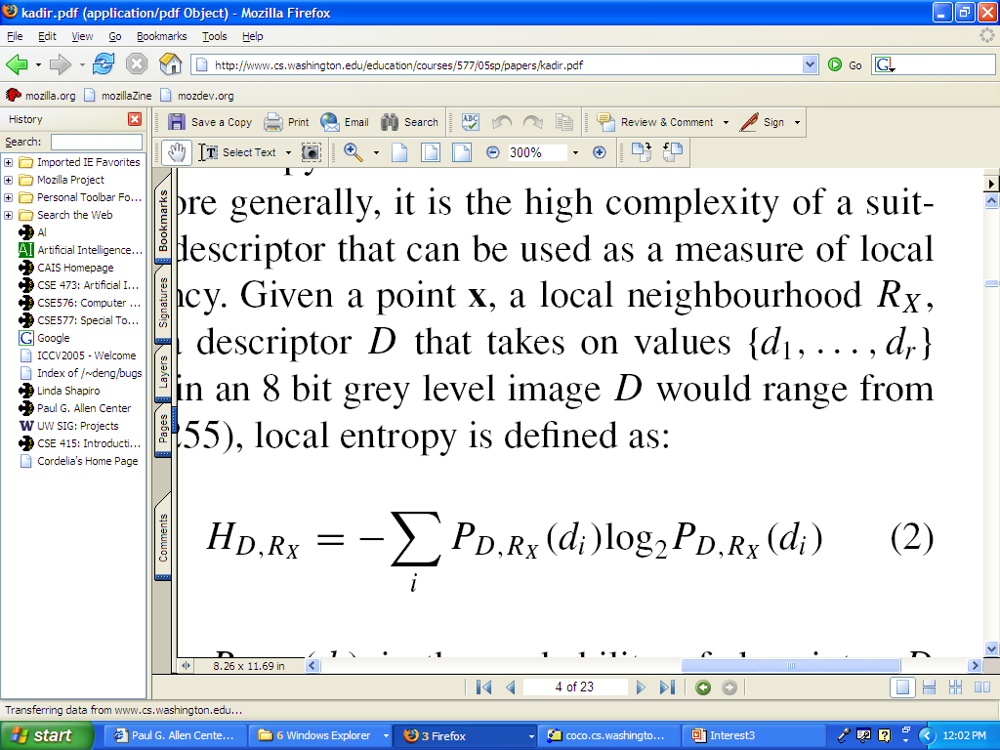 kadir.pdf (application/pdf Object) - Mozilla Firefox
File Edit View Go Bookmarks Tools Help
http://www.cs.washington.edu/education/courses/577/05sp/papers/kadir.pdf Go G
mozilla.org mozillaZine mozdev.org
History
Search:
Imported IE Favorites
Mozilla Project
Personal Toolbar Fo...
Search the Web
AI
Artificial Intelligence...
CAIS Homepage
CSE 473: Artificial I...
CSE576: Computer ...
CSE577: Special To...
Google
ICCV2005 - Welcome
Index of /~deng/bugs
Linda Shapiro
Paul G. Allen Center
UW SIG: Projects
CSE 415: Introducti...
Cordelia's Home Page
Save a Copy Print Email Search Review & Comment Sign
Select Text 300%
Bookmarks
Signatures
Layers
Pages
Comments
ore generally, it is the high complexity of a suit-
descriptor that can be used as a measure of local
ncy. Given a point x, a local neighbourhood R_X,
descriptor D that takes on values {d_1, . . . , d_r}
in an 8 bit grey level image D would range from
255), local entropy is defined as:
H_{D,R_X} = −∑_i P_{D,R_X}(d_i)log_2 P_{D,R_X}(d_i) (2)
8.26 x 11.69 in
4 of 23
Transferring data from www.cs.washington.edu...
start Paul G. Allen Cente... 6 Windows Explorer 3 Firefox coco.cs.washingto... Interest3 12:02 PM